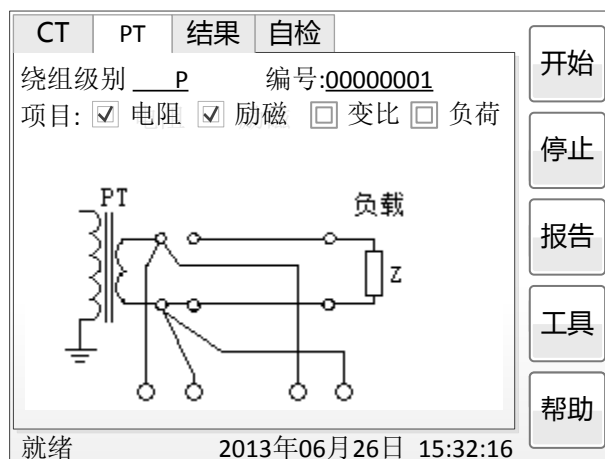 CT PT 结果 自检
绕组级别 P 编号:00000001
项目: 电阻 励磁 变比 负荷
PT
负载
Z
就绪 2013年06月26日 15:32:16
开始
停止
报告
工具
帮助